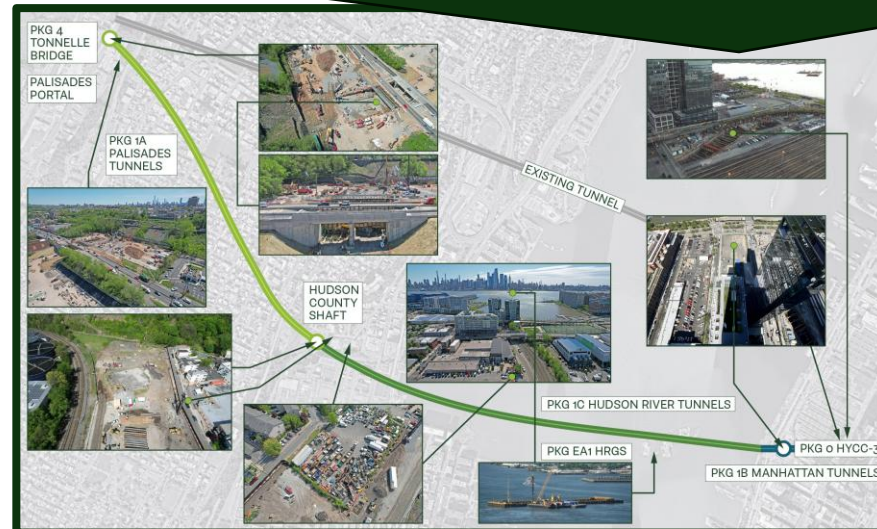 PKG 4
TONNELLE
BRIDGE
PALISADES
PORTAL
PKG 1A
PALISADES
TUNNELS
EXISTING TUNNEL
HUDSON
COUNTY
SHAFT
PKG 1C HUDSON RIVER TUNNELS
PKG EA1 HRGS
PKG 0 HYCC-3
PKG 1B MANHATTAN TUNNELS